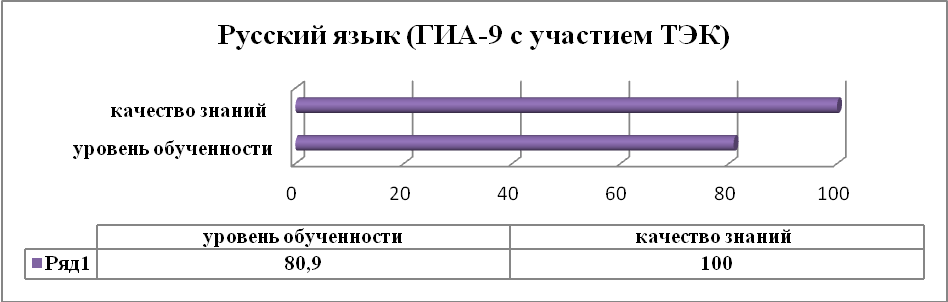 Русский язык (ГИА-9 с участием ТЭК)
качество знаний
уровень обученности
0 20 40 60 80 100
уровень обученности качество знаний
Ряд1 80,9 100